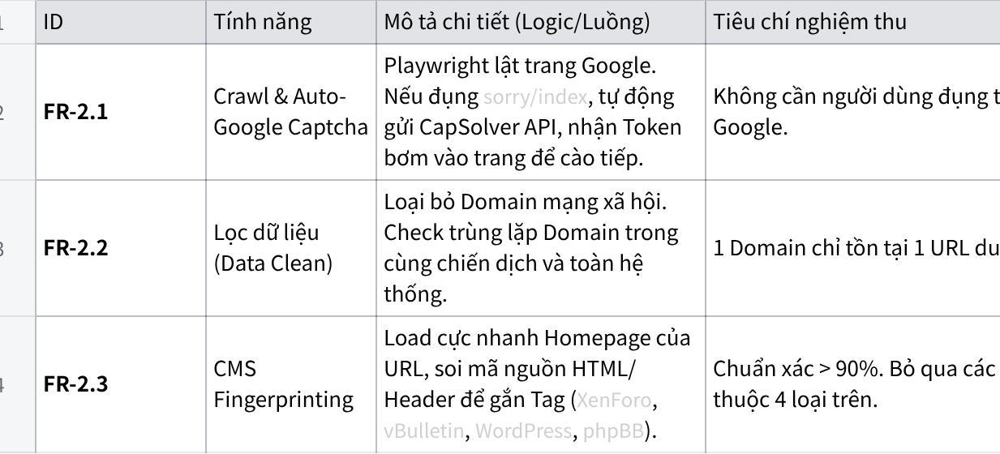 1 ID Tính năng Mô tả chi tiết (Logic/Luồng) Tiêu chí nghiệm thu
2 FR-2.1
Crawl & Auto-
Google Captcha
Playwright lật trang Google.
Nếu đụng sorry/index, tự động
gửi CapSolver API, nhận Token
bơm vào trang để cào tiếp.
Không cần người dùng đụng
Google.
3 FR-2.2
Lọc dữ liệu
(Data Clean)
Loại bỏ Domain mạng xã hội.
Check trùng lặp Domain trong
cùng chiến dịch và toàn hệ
thống.
1 Domain chỉ tồn tại 1 URL
4 FR-2.3
CMS
Fingerprinting
Load cực nhanh Homepage của
URL, soi mã nguồn HTML/
Header để gắn Tag (XenForo,
vBulletin, WordPress, phpBB).
Chuẩn xác > 90%. Bỏ qua các
thuộc 4 loại trên.